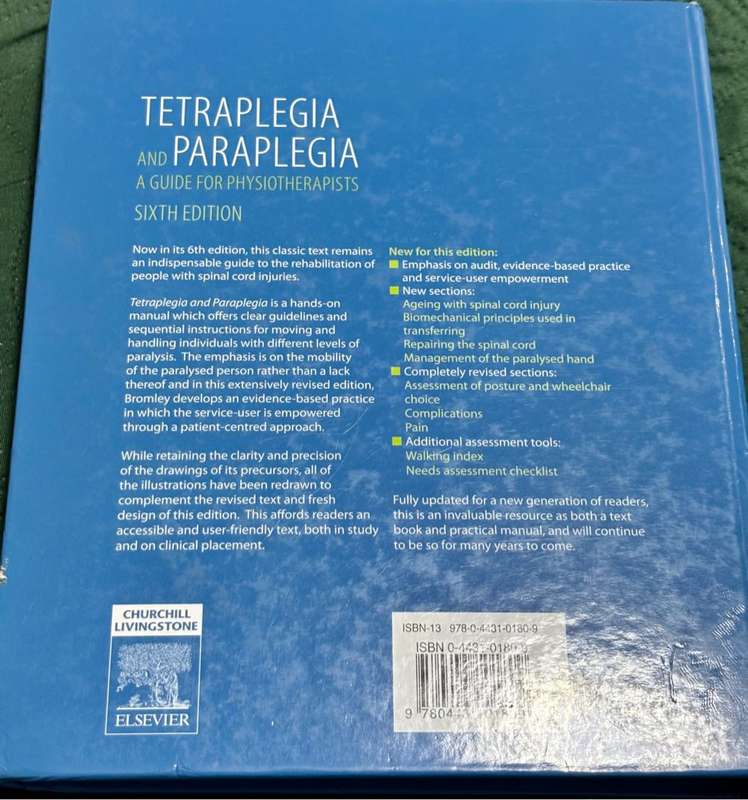 TETRAPLEGIA
AND PARAPLEGIA
A GUIDE FOR PHYSIOTHERAPISTS
SIXTH EDITION
Now in its 6th edition, this classic text remains
an indispensable guide to the rehabilitation of
people with spinal cord injuries.
Tetraplegia and Paraplegia is a hands-on
manual which offers clear guidelines and
sequential instructions for moving and
handling individuals with different levels of
paralysis. The emphasis is on the mobility
of the paralysed person rather than a lack
thereof and in this extensively revised edition,
Bromley develops an evidence-based practice
in which the service-user is empowered
through a patient-centred approach.
While retaining the clarity and precision
of the drawings of its precursors, all of
the illustrations have been redrawn to
complement the revised text and fresh
design of this edition. This affords readers an
accessible and user-friendly text, both in study
and on clinical placement.
New for this edition:
Emphasis on audit, evidence-based practice
and service-user empowerment
New sections:
Ageing with spinal cord injury
Biomechanical principles used in
transferring
Repairing the spinal cord
Management of the paralysed hand
Completely revised sections:
Assessment of posture and wheelchair
choice
Complications
Pain
Additional assessment tools:
Walking index
Needs assessment checklist
Fully updated for a new generation of readers,
this is an invaluable resource as both a text
book and practical manual, and will continue
to be so for many years to come.
CHURCHILL
LIVINGSTONE
ELSEVIER
ISBN-13 978-0-4431-0180-9
ISBN